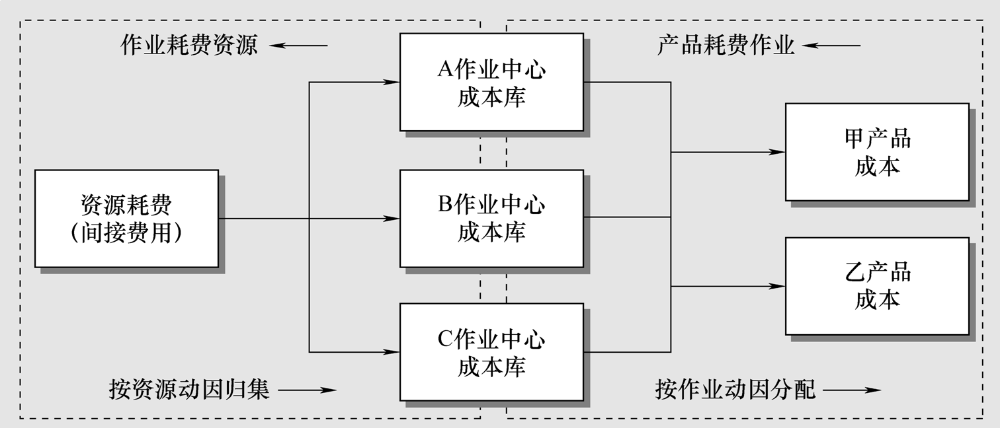 作业耗费资源
产品耗费作业
A作业中心
成本库
甲产品
成本
资源耗费
(间接费用)
B作业中心
成本库
乙产品
成本
C作业中心
成本库
按资源动因归集
按作业动因分配